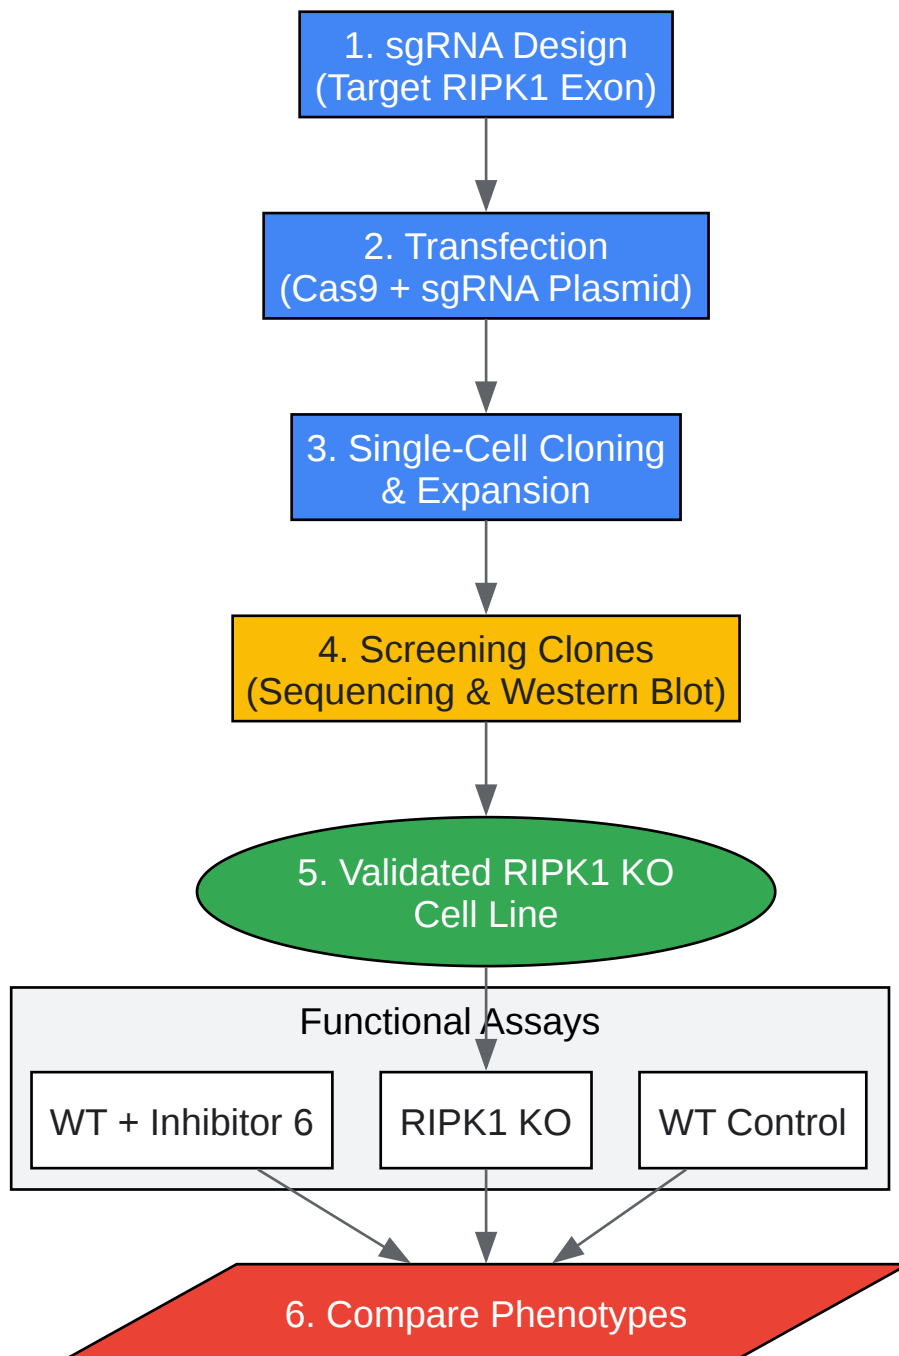 1. sgRNA Design
(Target RIPK1 Exon)
2. Transfection
(Cas9 + sgRNA Plasmid)
3. Single-Cell Cloning
& Expansion
4. Screening Clones
(Sequencing & Western Blot)
5. Validated RIPK1 KO
Cell Line
Functional Assays
WT + Inhibitor 6
RIPK1 KO
WT Control
6. Compare Phenotypes